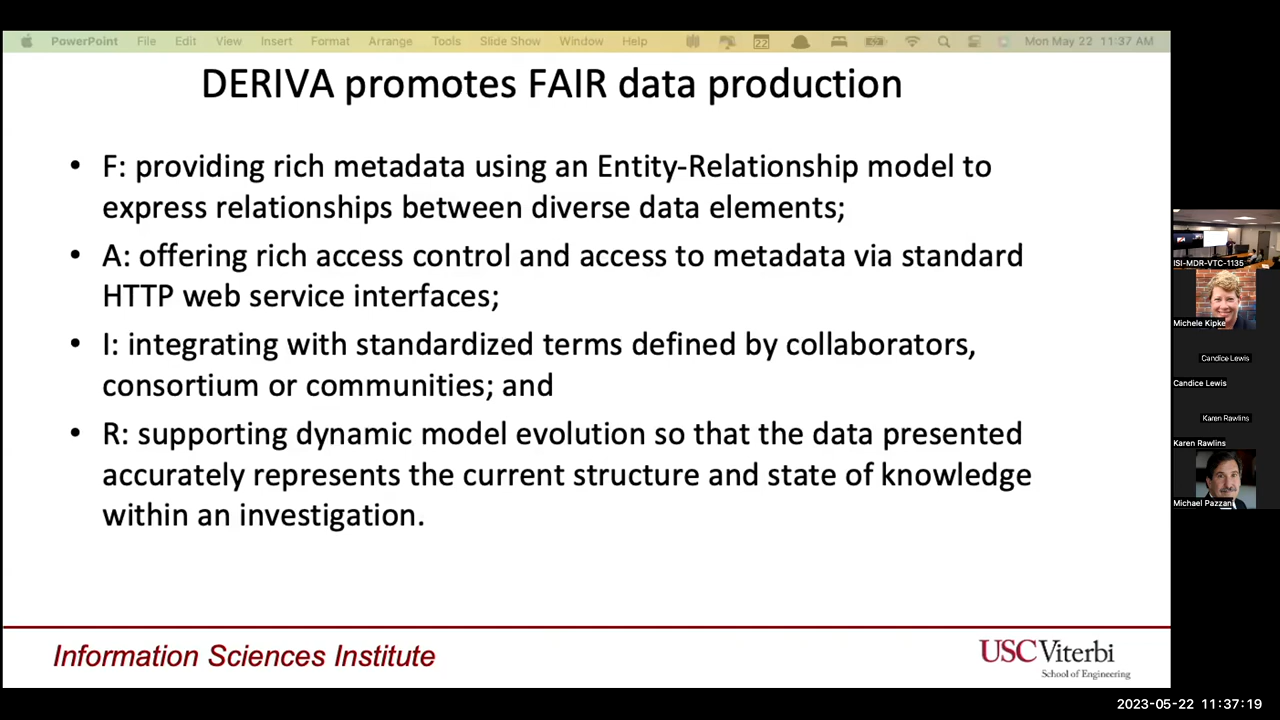 PowerPoint File Edit View Insert Format Arrange Tools Slide Show Window Help 22 Mon May 22 11:37 AM
DERIVA promotes FAIR data production
• F: providing rich metadata using an Entity-Relationship model to
express relationships between diverse data elements;
• A: offering rich access control and access to metadata via standard
HTTP web service interfaces;
• I: integrating with standardized terms defined by collaborators,
consortium or communities; and
• R: supporting dynamic model evolution so that the data presented
accurately represents the current structure and state of knowledge
within an investigation.
Information Sciences Institute
USC Viterbi
School of Engineering
ISI-MDR-VTC-1135
Michele Kipke
Candice Lewis
Candice Lewis
Karen Rawlins
Karen Rawlins
Michael Pazzani
2023-05-22 11:37:19